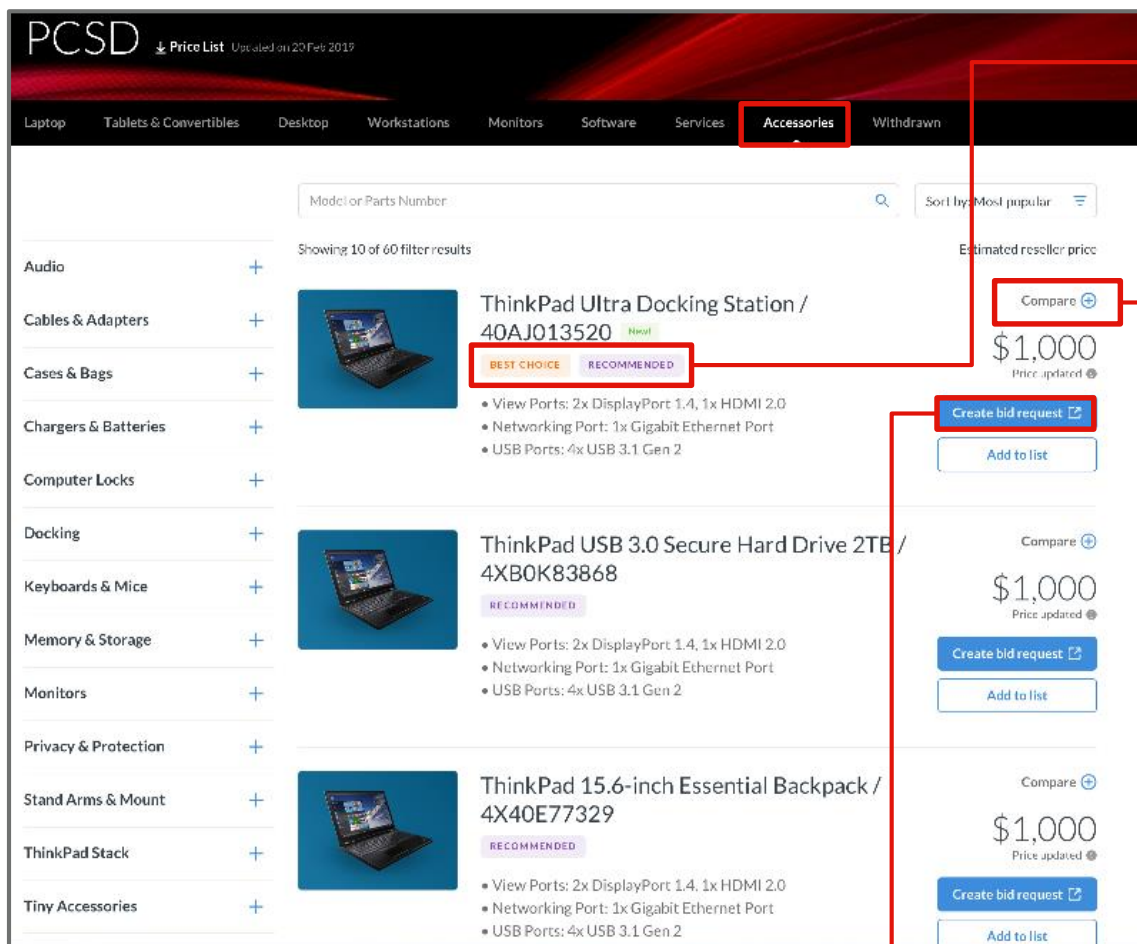 PCSD Price List Updated on 20 Feb 2019
Laptop Tablets & Convertibles Desktop Workstations Monitors Software Services Accessories Withdrawn
Model or Parts Number
Sort by: Most popular
Showing 10 of 60 filter results
Estimated reseller price
Audio
Cables & Adapters
Cases & Bags
Chargers & Batteries
Computer Locks
Docking
Keyboards & Mice
Memory & Storage
Monitors
Privacy & Protection
Stand Arms & Mount
ThinkPad Stack
Tiny Accessories
ThinkPad Ultra Docking Station /
40AJ013520 New!
BEST CHOICE RECOMMENDED
• View Ports: 2x DisplayPort 1.4, 1x HDMI 2.0
• Networking Port: 1x Gigabit Ethernet Port
• USB Ports: 4x USB 3.1 Gen 2
Compare
$1,000
Price updated
Create bid request
Add to list
ThinkPad USB 3.0 Secure Hard Drive 2TB /
4XB0K83868
RECOMMENDED
• View Ports: 2x DisplayPort 1.4, 1x HDMI 2.0
• Networking Port: 1x Gigabit Ethernet Port
• USB Ports: 4x USB 3.1 Gen 2
Compare
$1,000
Price updated
Create bid request
Add to list
ThinkPad 15.6-inch Essential Backpack /
4X40E77329
RECOMMENDED
• View Ports: 2x DisplayPort 1.4, 1x HDMI 2.0
• Networking Port: 1x Gigabit Ethernet Port
• USB Ports: 4x USB 3.1 Gen 2
Compare
$1,000
Price updated
Create bid request
Add to list